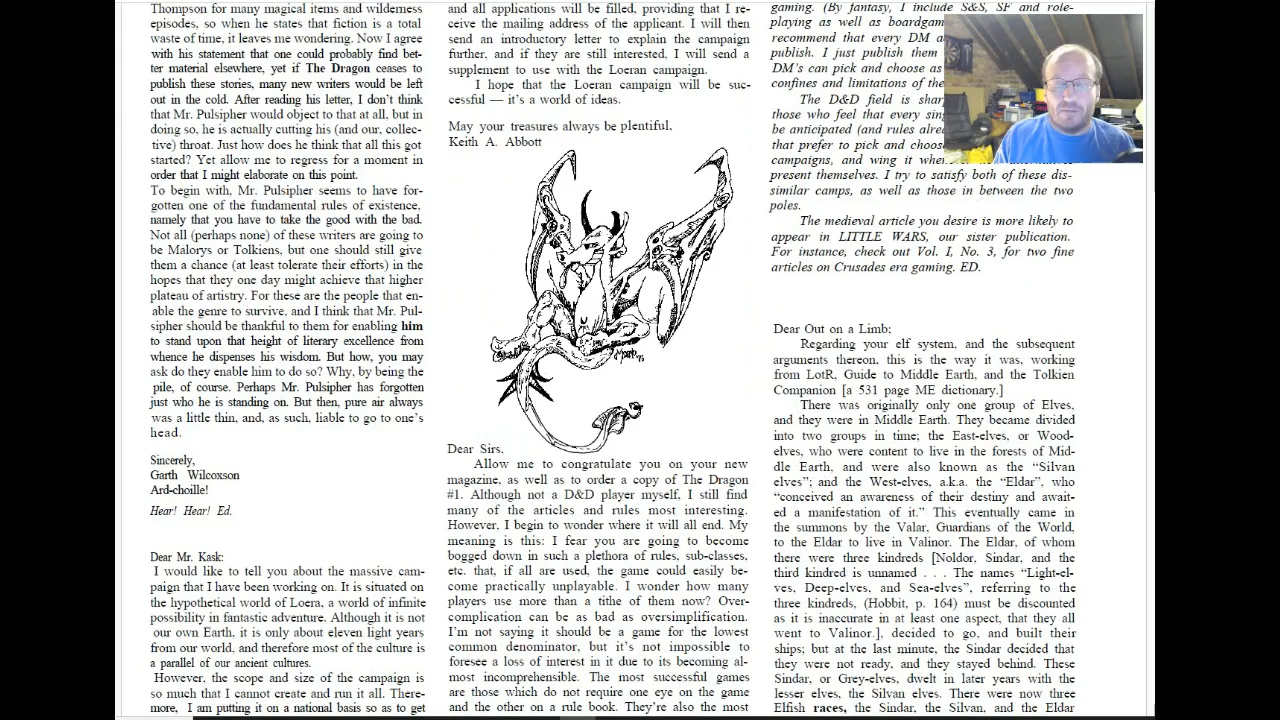 Thompson for many magical items and wilderness
episodes, so when he states that fiction is a total
waste of time, it leaves me wondering. Now I agree
with his statement that one could probably find bet-
ter material elsewhere, yet if The Dragon ceases to
publish these stories, many new writers would be left
out in the cold. After reading his letter, I don't think
that Mr. Pulsipher would object to that at all, but in
doing so, he is actually cutting his (and our, collec-
tive) throat. Just how does he think that all this got
started? Yet allow me to regress for a moment in
order that I might elaborate on this point.
To begin with, Mr. Pulsipher seems to have for-
gotten one of the fundamental rules of existence,
namely that you have to take the good with the bad.
Not all (perhaps none) of these writers are going to
be Malorys or Tolkiens, but one should still give
them a chance (at least tolerate their efforts) in the
hopes that they one day might achieve that higher
plateau of artistry. For these are the people that en-
able the genre to survive, and I think that Mr. Pul-
sipher should be thankful to them for enabling him
to stand upon that height of literary excellence from
whence he dispenses his wisdom. But how, you may
ask do they enable him to do so? Why, by being the
pile, of course. Perhaps Mr. Pulsipher has forgotten
just who he is standing on. But then, pure air always
was a little thin, and, as such, liable to go to one's
head.
Sincerely,
Garth Wilcoxson
Ard-choille!
Hear! Hear! Ed.
Dear Mr. Kask:
I would like to tell you about the massive cam-
paign that I have been working on. It is situated on
the hypothetical world of Loera, a world of infinite
possibility in fantastic adventure. Although it is not
our own Earth, it is only about eleven light years
from our world, and therefore most of the culture is
a parallel of our ancient cultures.
However, the scope and size of the campaign is
so much that I cannot create and run it all. There-
more, I am putting it on a national basis so as to get
and all applications will be filled, providing that I re-
ceive the mailing address of the applicant. I will then
send an introductory letter to explain the campaign
further, and if they are still interested, I will send a
supplement to use with the Loeran campaign.
I hope that the Loeran campaign will be suc-
cessful — it's a world of ideas.
May your treasures always be plentiful,
Keith A. Abbott
Dear Sirs,
Allow me to congratulate you on your new
magazine, as well as to order a copy of The Dragon
#1. Although not a D&D player myself, I still find
many of the articles and rules most interesting.
However, I begin to wonder where it will all end. My
meaning is this: I fear you are going to become
bogged down in such a plethora of rules, sub-classes,
etc. that, if all are used, the game could easily be-
come practically unplayable. I wonder how many
players use more than a tithe of them now? Over-
complication can be as bad as oversimplification.
I'm not saying it should be a game for the lowest
common denominator, but it's not impossible to
foresee a loss of interest in it due to its becoming al-
most incomprehensible. The most successful games
are those which do not require one eye on the game
and the other on a rule book. They're also the most
gaming. (By fantasy, I include S&S, SF and role-
playing as well as boardgam
recommend that every DM a
publish. I just publish them
DM's can pick and choose as
confines and limitations of the
The D&D field is shar
those who feel that every sin
be anticipated (and rules alre
that prefer to pick and choos
campaigns, and wing it when
present themselves. I try to satisfy both of these dis-
similar camps, as well as those in between the two
poles.
The medieval article you desire is more likely to
appear in LITTLE WARS, our sister publication.
For instance, check out Vol. I, No. 3, for two fine
articles on Crusades era gaming. ED.
Dear Out on a Limb;
Regarding your elf system, and the subsequent
arguments thereon, this is the way it was, working
from LotR, Guide to Middle Earth, and the Tolkien
Companion [a 531 page ME dictionary.]
There was originally only one group of Elves,
and they were in Middle Earth. They became divided
into two groups in time; the East-elves, or Wood-
elves, who were content to live in the forests of Mid-
dle Earth, and were also known as the "Silvan
elves"; and the West-elves, a.k.a. the "Eldar", who
"conceived an awareness of their destiny and await-
ed a manifestation of it." This eventually came in
the summons by the Valar, Guardians of the World,
to the Eldar to live in Valinor. The Eldar, of whom
there were three kindreds [Noldor, Sindar, and the
third kindred is unnamed . . . The names "Light-el-
ves, Deep-elves, and Sea-elves", referring to the
three kindreds, (Hobbit, p. 164) must be discounted
as it is inaccurate in at least one aspect, that they all
went to Valinor.], decided to go, and built their
ships; but at the last minute, the Sindar decided that
they were not ready, and they stayed behind. These
Sindar, or Grey-elves, dwelt in later years with the
lesser elves, the Silvan elves. There were now three
Elfish races, the Sindar, the Silvan, and the Eldar